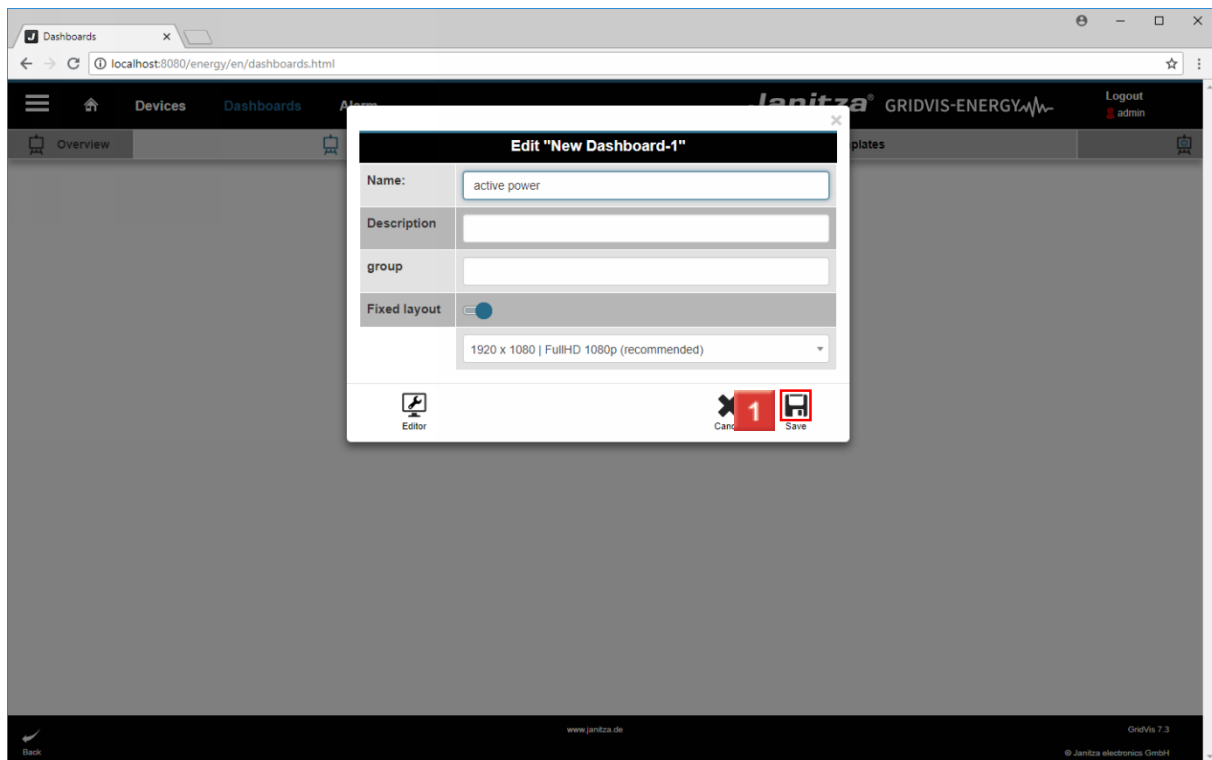 Dashboards
localhost:8080/energy/en/dashboards.html
Devices Dashboards Janitza® GRIDVIS-ENERGY Logout
admin
Overview
Edit "New Dashboard-1"
Name: active power
Description
group
Fixed layout
1920 x 1080 | FullHD 1080p (recommended)
Editor 1 Save
www.janitza.de GridVis 7.3
Back © Janitza electronics GmbH